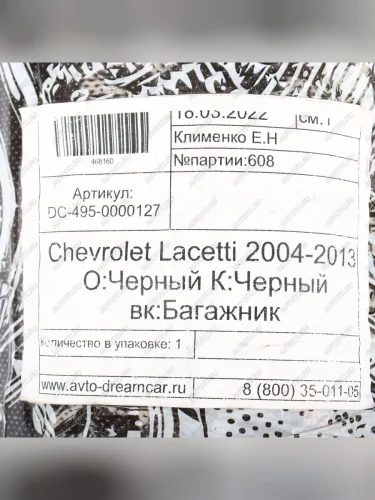 18.03.2022
см.1
Клименко Е.Н
№партии:608
468160
Артикул:
DC-495-0000127
Chevrolet Lacetti 2004-2013
О:Черный К:Черный
вк:Багажник
Количество в упаковке: 1
www.avto-dreamcar.ru
8 (800) 35-011-05